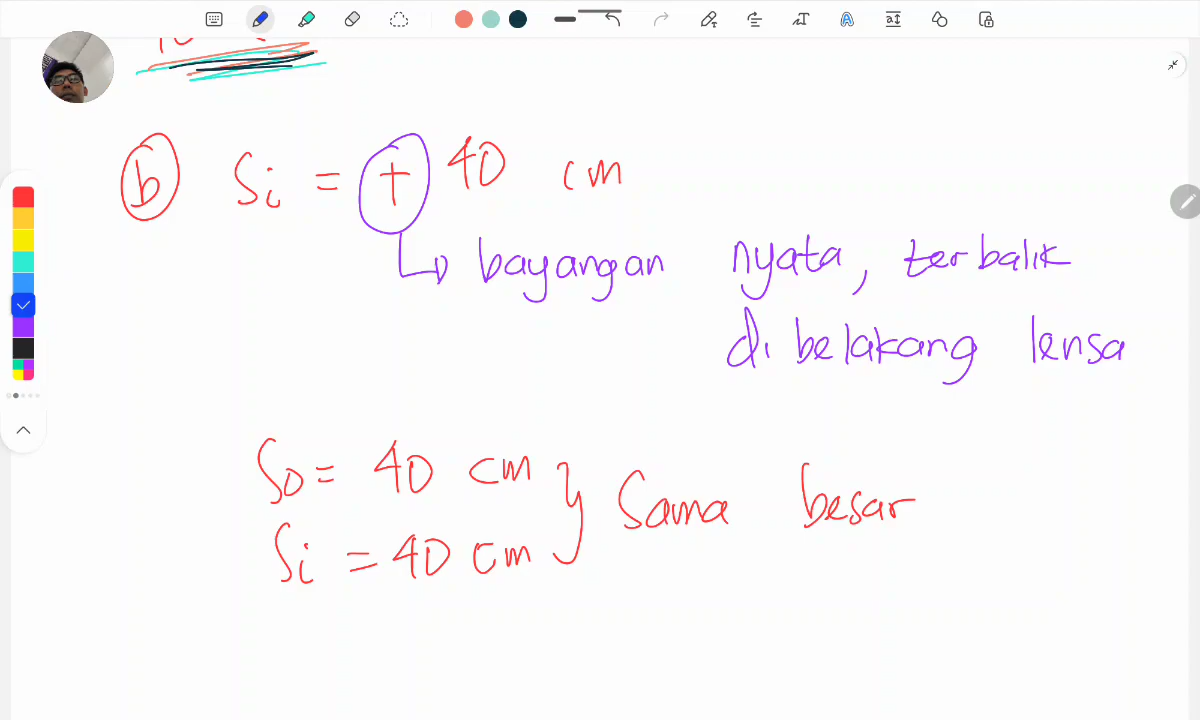 b Si = + 40 cm
↳ bayangan nyata, terbalik
di belakang lensa
So = 40 cm
Si = 40 cm } Sama besar